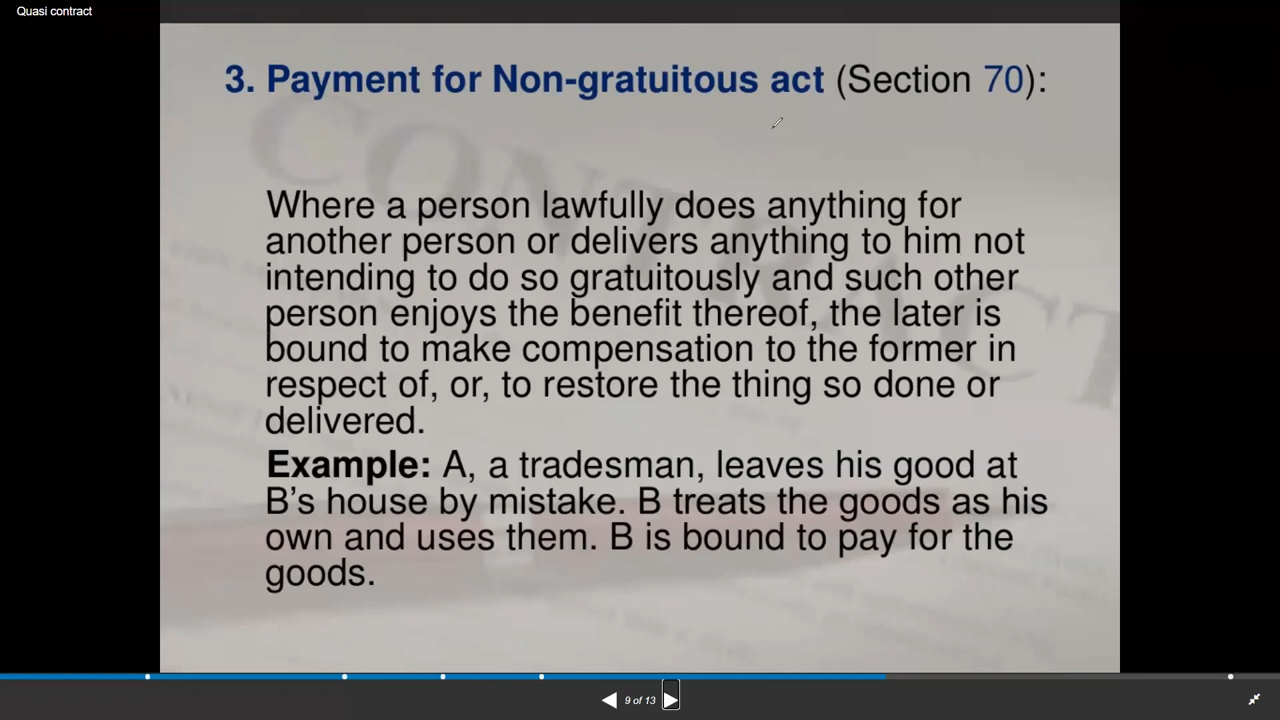 Quasi contract
3. Payment for Non-gratuitous act (Section 70):
CONTRACT
Where a person lawfully does anything for
another person or delivers anything to him not
intending to do so gratuitously and such other
person enjoys the benefit thereof, the later is
bound to make compensation to the former in
respect of, or, to restore the thing so done or
delivered.
Example: A, a tradesman, leaves his good at
B’s house by mistake. B treats the goods as his
own and uses them. B is bound to pay for the
goods.
9 of 13